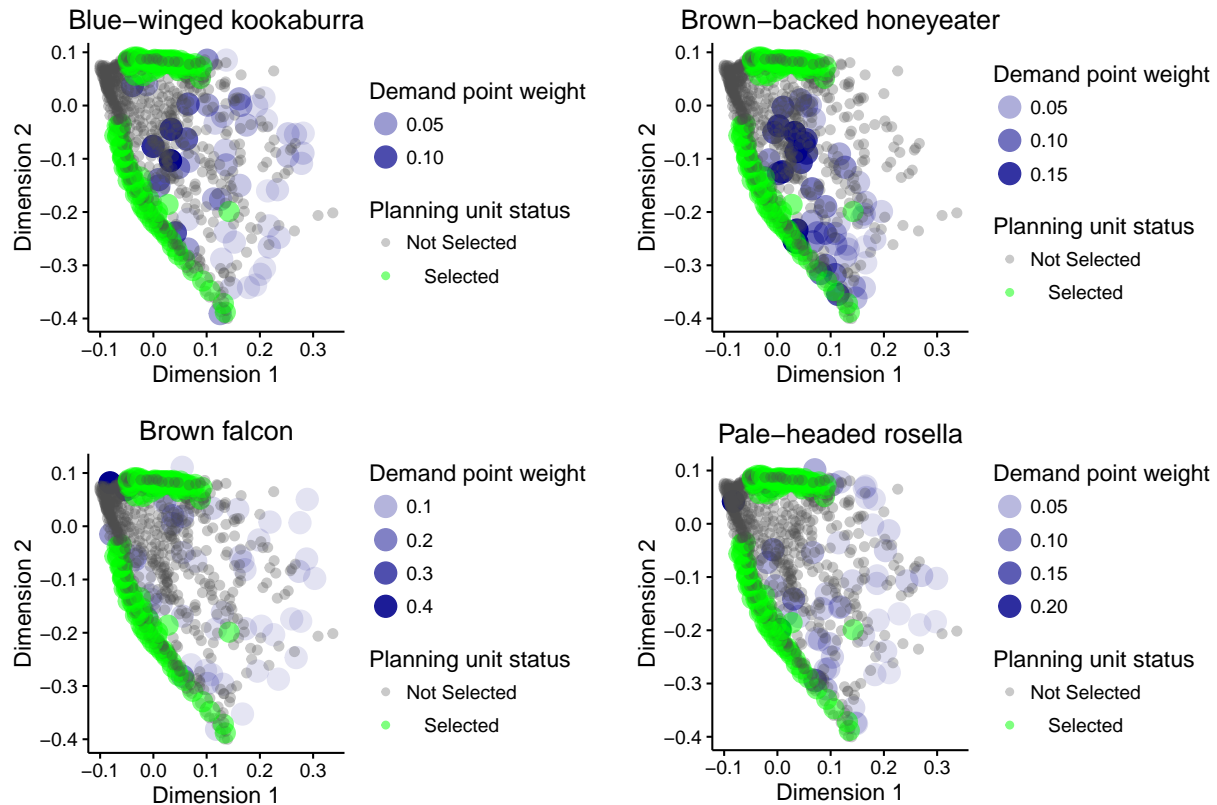 Blue−winged kookaburra
0.1
0.0
−0.1
−0.2
−0.3
−0.4
Dimension 2
−0.1 0.0 0.1 0.2 0.3
Dimension 1
Demand point weight
0.05
0.10
Planning unit status
Not Selected
Selected
Brown−backed honeyeater
0.1
0.0
−0.1
−0.2
−0.3
−0.4
Dimension 2
−0.1 0.0 0.1 0.2 0.3
Dimension 1
Demand point weight
0.05
0.10
0.15
Planning unit status
Not Selected
Selected
Brown falcon
0.1
0.0
−0.1
−0.2
−0.3
−0.4
Dimension 2
−0.1 0.0 0.1 0.2 0.3
Dimension 1
Demand point weight
0.1
0.2
0.3
0.4
Planning unit status
Not Selected
Selected
Pale−headed rosella
0.1
0.0
−0.1
−0.2
−0.3
−0.4
Dimension 2
−0.1 0.0 0.1 0.2 0.3
Dimension 1
Demand point weight
0.05
0.10
0.15
0.20
Planning unit status
Not Selected
Selected